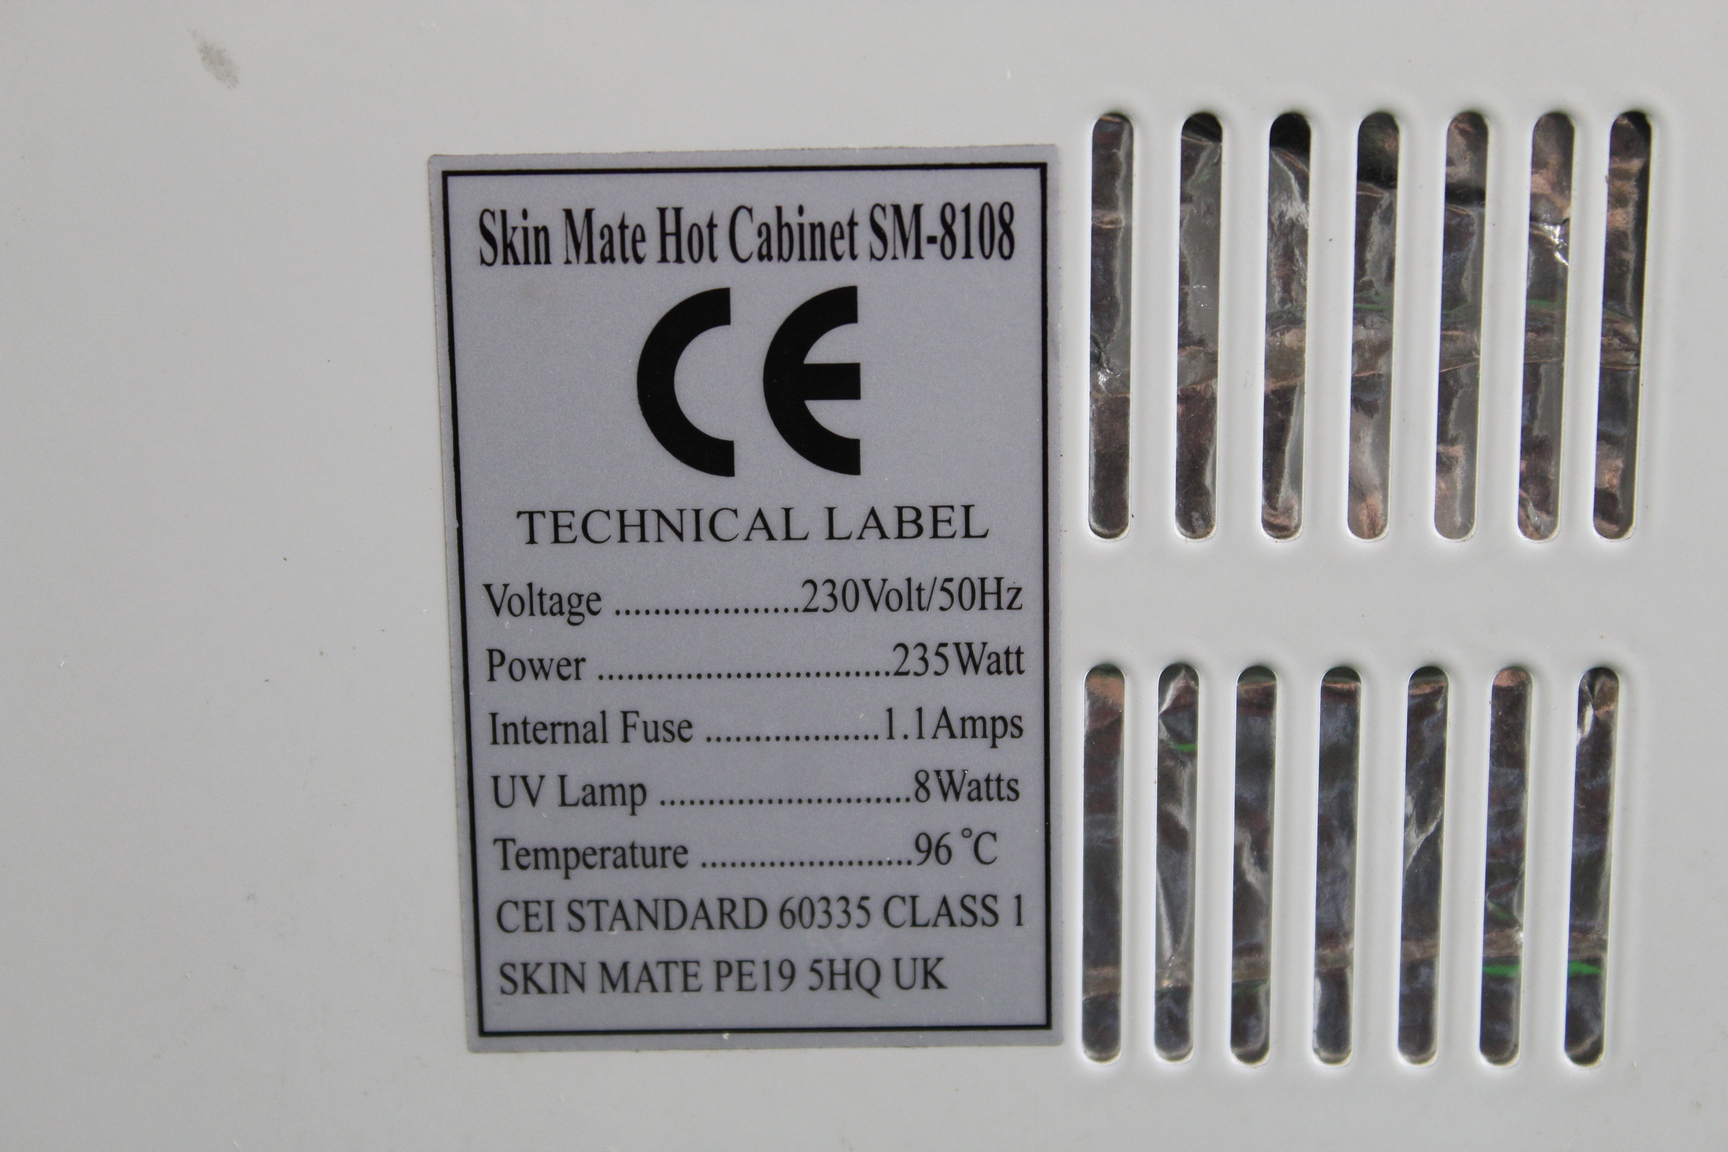 Skin Mate Hot Cabinet SM-8108
CE
TECHNICAL LABEL
Voltage ...................230Volt/50Hz
Power ..............................235Watt
Internal Fuse ..................1.1Amps
UV Lamp ..........................8Watts
Temperature ......................96 °C
CEI STANDARD 60335 CLASS 1
SKIN MATE PE19 5HQ UK